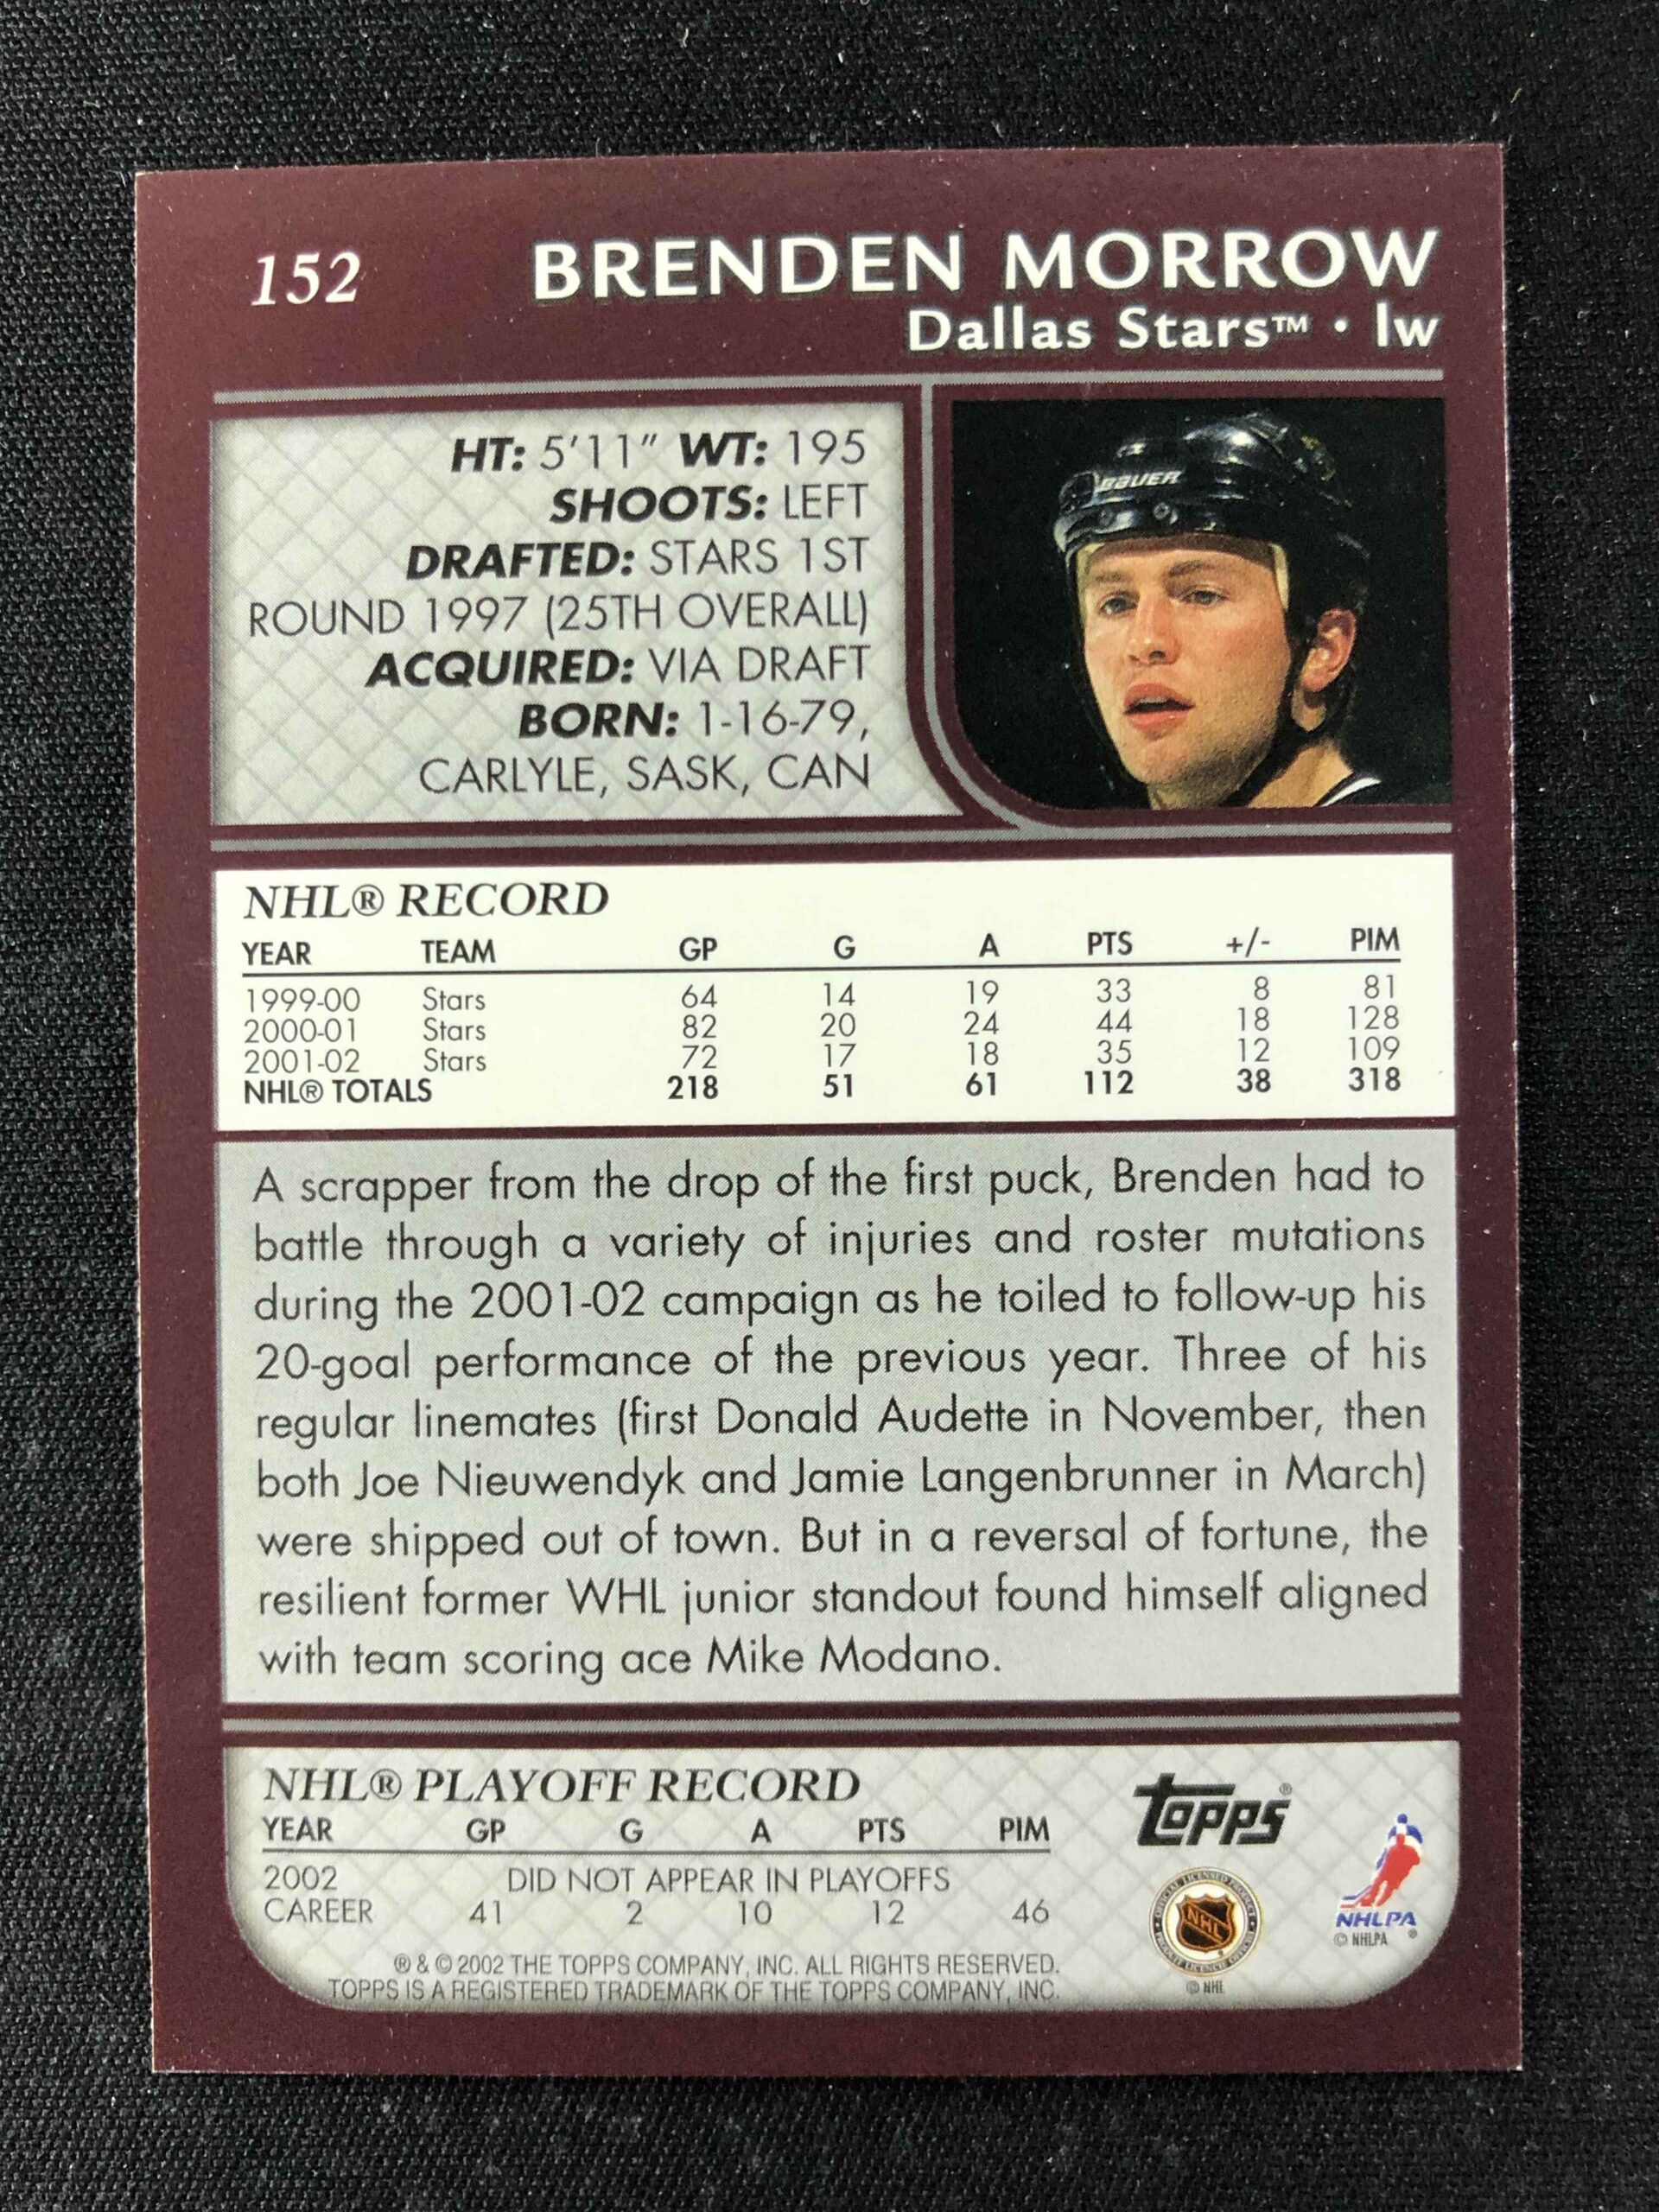 152
BRENDEN MORROW
Dallas Stars™ • lw
HT: 5'11" WT: 195
SHOOTS: LEFT
DRAFTED: STARS 1ST
ROUND 1997 (25TH OVERALL)
ACQUIRED: VIA DRAFT
BORN: 1-16-79,
CARLYLE, SASK, CAN
BAUER
NHL® RECORD
YEAR TEAM GP G A PTS +/- PIM
1999-00 Stars 64 14 19 33 8 81
2000-01 Stars 82 20 24 44 18 128
2001-02 Stars 72 17 18 35 12 109
NHL® TOTALS 218 51 61 112 38 318
A scrapper from the drop of the first puck, Brenden had to
battle through a variety of injuries and roster mutations
during the 2001-02 campaign as he toiled to follow-up his
20-goal performance of the previous year. Three of his
regular linemates (first Donald Audette in November, then
both Joe Nieuwendyk and Jamie Langenbrunner in March)
were shipped out of town. But in a reversal of fortune, the
resilient former WHL junior standout found himself aligned
with team scoring ace Mike Modano.
NHL® PLAYOFF RECORD
YEAR GP G A PTS PIM
2002 DID NOT APPEAR IN PLAYOFFS
CAREER 41 2 10 12 46
® & © 2002 THE TOPPS COMPANY, INC. ALL RIGHTS RESERVED.
TOPPS IS A REGISTERED TRADEMARK OF THE TOPPS COMPANY, INC.
Topps®
NHL
© NHL
NHLPA®
© NHLPA